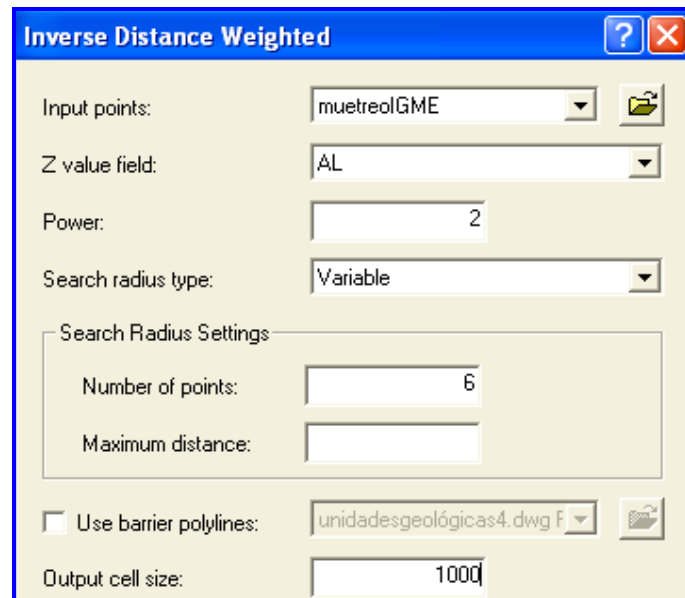 Inverse Distance Weighted
Input points: muetreoIGME
Z value field: AL
Power: 2
Search radius type: Variable
Search Radius Settings
Number of points: 6
Maximum distance:
Use barrier polylines: unidadesgeológicas4.dwg F
Output cell size: 1000